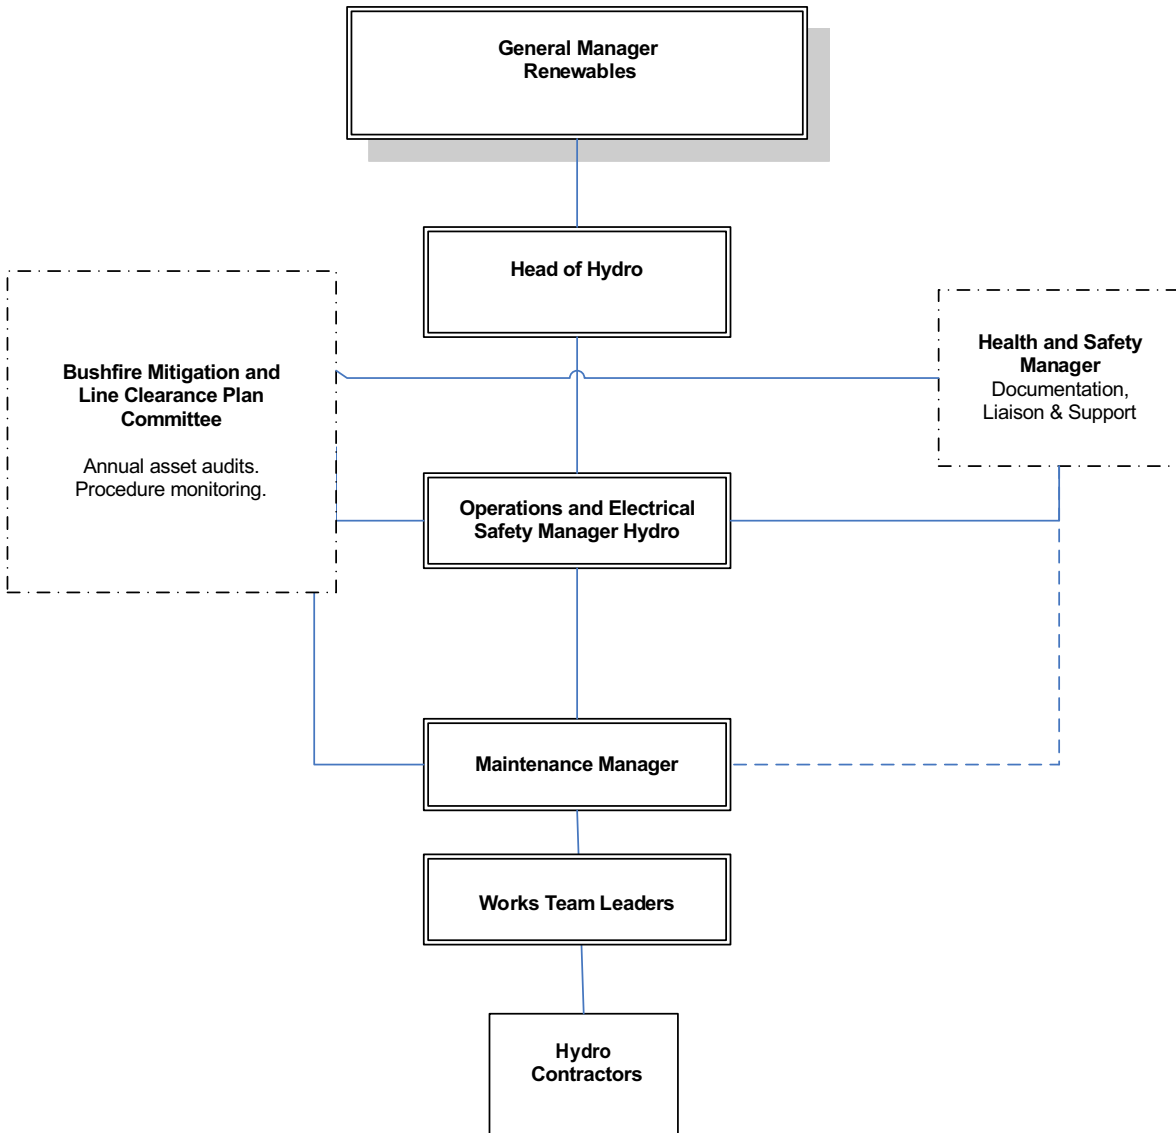 General Manager
Renewables
Head of Hydro
Bushfire Mitigation and
Line Clearance Plan
Committee
Annual asset audits.
Procedure monitoring.
Health and Safety
Manager
Documentation,
Liaison & Support
Operations and Electrical
Safety Manager Hydro
Maintenance Manager
Works Team Leaders
Hydro
Contractors